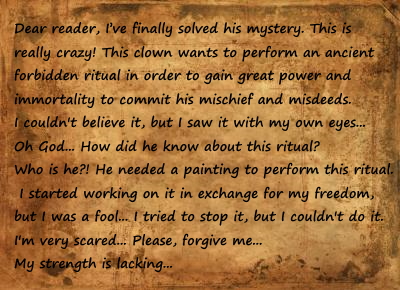 Dear reader, I've finally solved his mystery. This is
really crazy! This clown wants to perform an ancient
forbidden ritual in order to gain great power and
immortality to commit his mischief and misdeeds.
I couldn't believe it, but I saw it with my own eyes...
Oh God... How did he know about this ritual?
Who is he?! He needed a painting to perform this ritual.
I started working on it in exchange for my freedom,
but I was a fool... I tried to stop it, but I couldn't do it.
I'm very scared... Please, forgive me...
My strength is lacking...